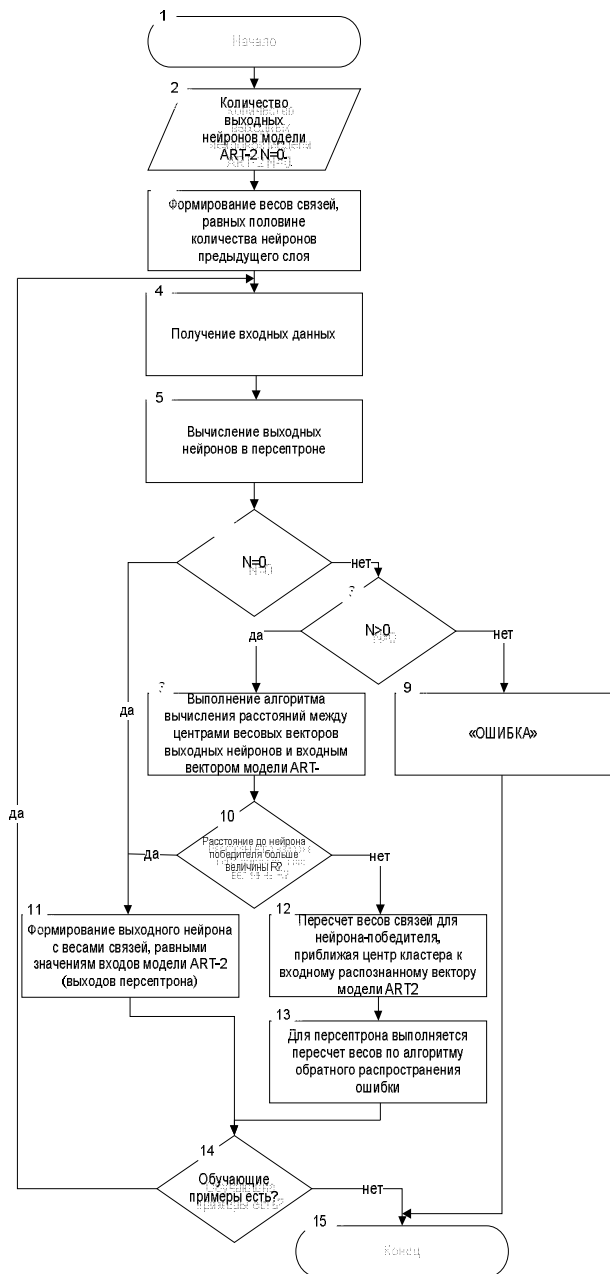 1
Начало
2
Количество
выходных
нейронов модели
ART-2 N=0.
Формирование весов связей,
равных половине
количества нейронов
предыдущего слоя
4
Получение входных данных
5
Вычисление выходных
нейронов в персептроне
N=0
нет
да
N>0
да
нет
Выполнение алгоритма
вычисления расстояний между
центрами весовых векторов
выходных нейронов и входным
вектором модели ART-
9
«ОШИБКА»
10
Расстояние до нейрона
победителя больше
величины R?
да
нет
да
11
Формирование выходного нейрона
с весами связей, равными
значениям входов модели ART-2
(выходов персептрона)
12
Пересчет весов связей для
нейрона-победителя,
приближая центр кластера к
входному распознанному вектору
модели ART2
13
Для персептрона выполняется
пересчет весов по алгоритму
обратного распространения
ошибки
14
Обучающие
примеры есть?
нет
15
Конец